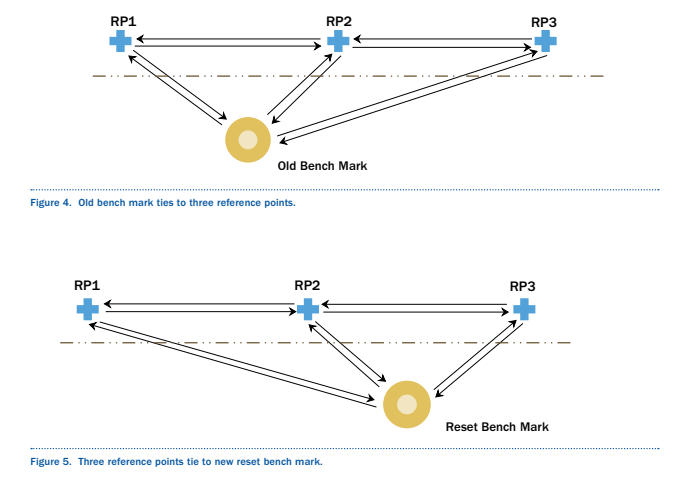 RP1
RP2
RP3
Old Bench Mark
Figure 4. Old bench mark ties to three reference points.
RP1
RP2
RP3
Reset Bench Mark
Figure 5. Three reference points tie to new reset bench mark.